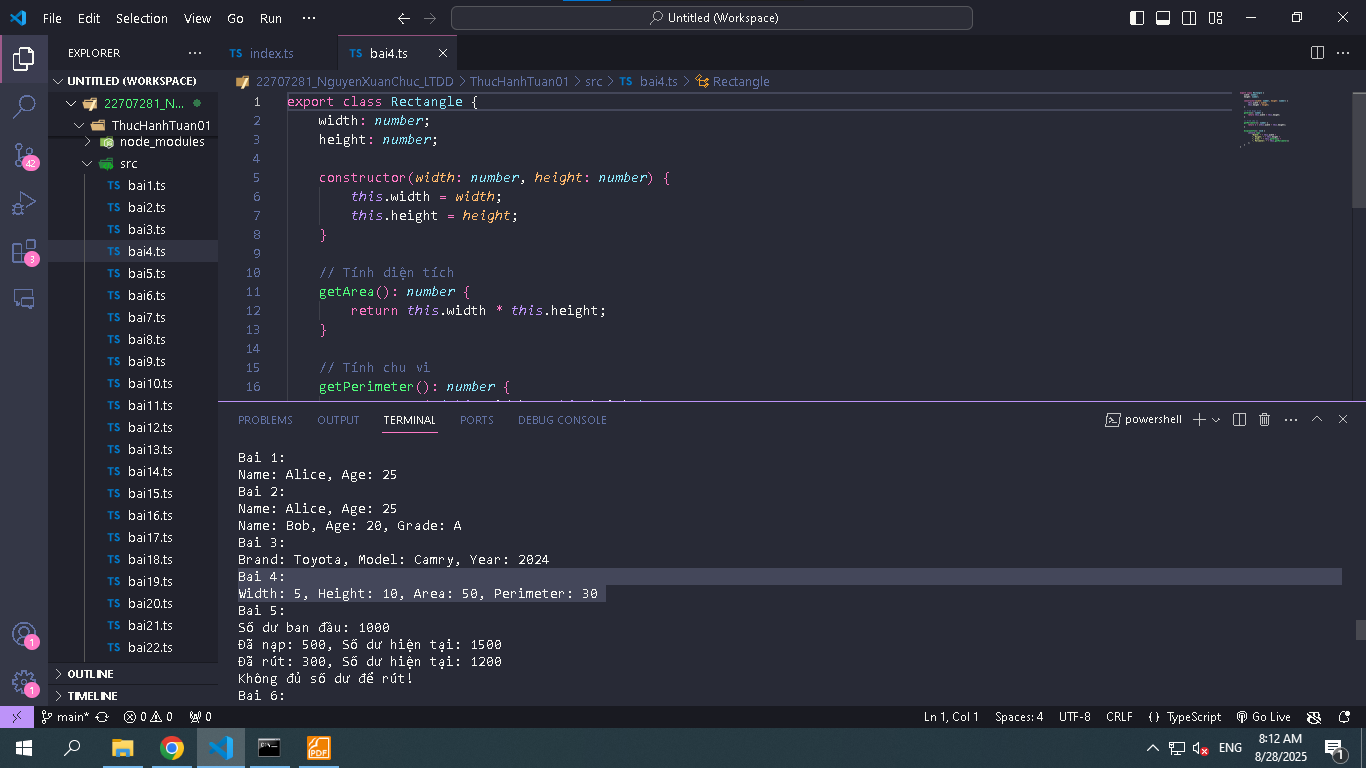 File Edit Selection View Go Run ··· Untitled (Workspace)
EXPLORER ···
UNTITLED (WORKSPACE)
22707281_N...
ThucHanhTuan01
node_modules
src
TS bai1.ts
TS bai2.ts
TS bai3.ts
TS bai4.ts
TS bai5.ts
TS bai6.ts
TS bai7.ts
TS bai8.ts
TS bai9.ts
TS bai10.ts
TS bai11.ts
TS bai12.ts
TS bai13.ts
TS bai14.ts
TS bai15.ts
TS bai16.ts
TS bai17.ts
TS bai18.ts
TS bai19.ts
TS bai20.ts
TS bai21.ts
TS bai22.ts
OUTLINE
TIMELINE
42
3
1
1
TS index.ts TS bai4.ts
22707281_NguyenXuanChuc_LTDD > ThucHanhTuan01 > src > TS bai4.ts > Rectangle
1 export class Rectangle {
2 width: number;
3 height: number;
4
5 constructor(width: number, height: number) {
6 this.width = width;
7 this.height = height;
8 }
9
10 // Tính diện tích
11 getArea(): number {
12 return this.width * this.height;
13 }
14
15 // Tính chu vi
16 getPerimeter(): number {
PROBLEMS OUTPUT TERMINAL PORTS DEBUG CONSOLE powershell
Bai 1:
Name: Alice, Age: 25
Bai 2:
Name: Alice, Age: 25
Name: Bob, Age: 20, Grade: A
Bai 3:
Brand: Toyota, Model: Camry, Year: 2024
Bai 4:
Width: 5, Height: 10, Area: 50, Perimeter: 30
Bai 5:
Số dư ban đầu: 1000
Đã nạp: 500, Số dư hiện tại: 1500
Đã rút: 300, Số dư hiện tại: 1200
Không đủ số dư để rút!
Bai 6:
main* 0 0 0 Ln 1, Col 1 Spaces: 4 UTF-8 CRLF {} TypeScript Go Live
PDF ENG 8:12 AM
8/28/2025 1